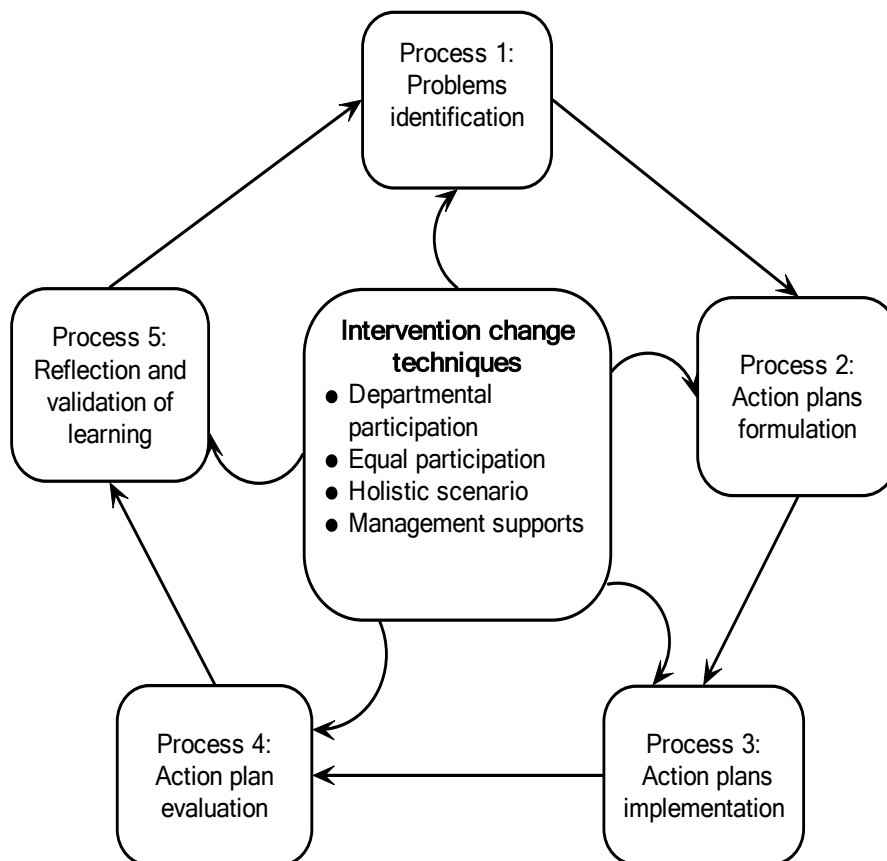 Process 1:
Problems
identification
Process 2:
Action plans
formulation
Process 3:
Action plans
implementation
Process 4:
Action plan
evaluation
Process 5:
Reflection and
validation of
learning
Intervention change
techniques
● Departmental
participation
● Equal participation
● Holistic scenario
● Management supports